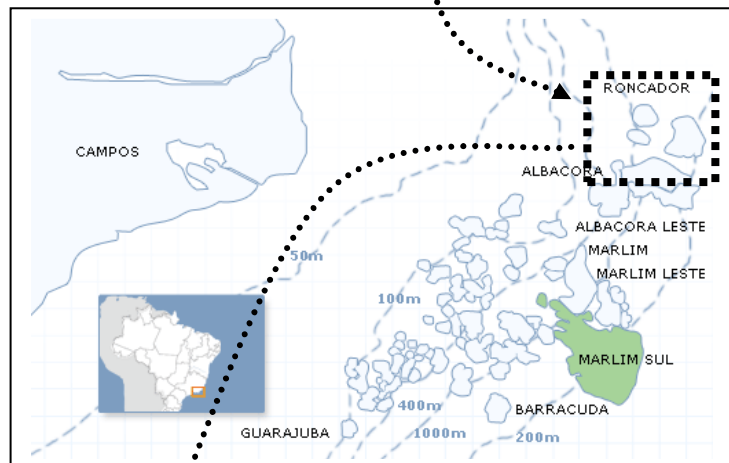 RONCADOR
CAMPOS
ALBACORA
ALBACORA LESTE
MARLIM
50m
MARLIM LESTE
100m
MARLIM SUL
400m
BARRACUDA
GUARAJUBA
1000m
200m